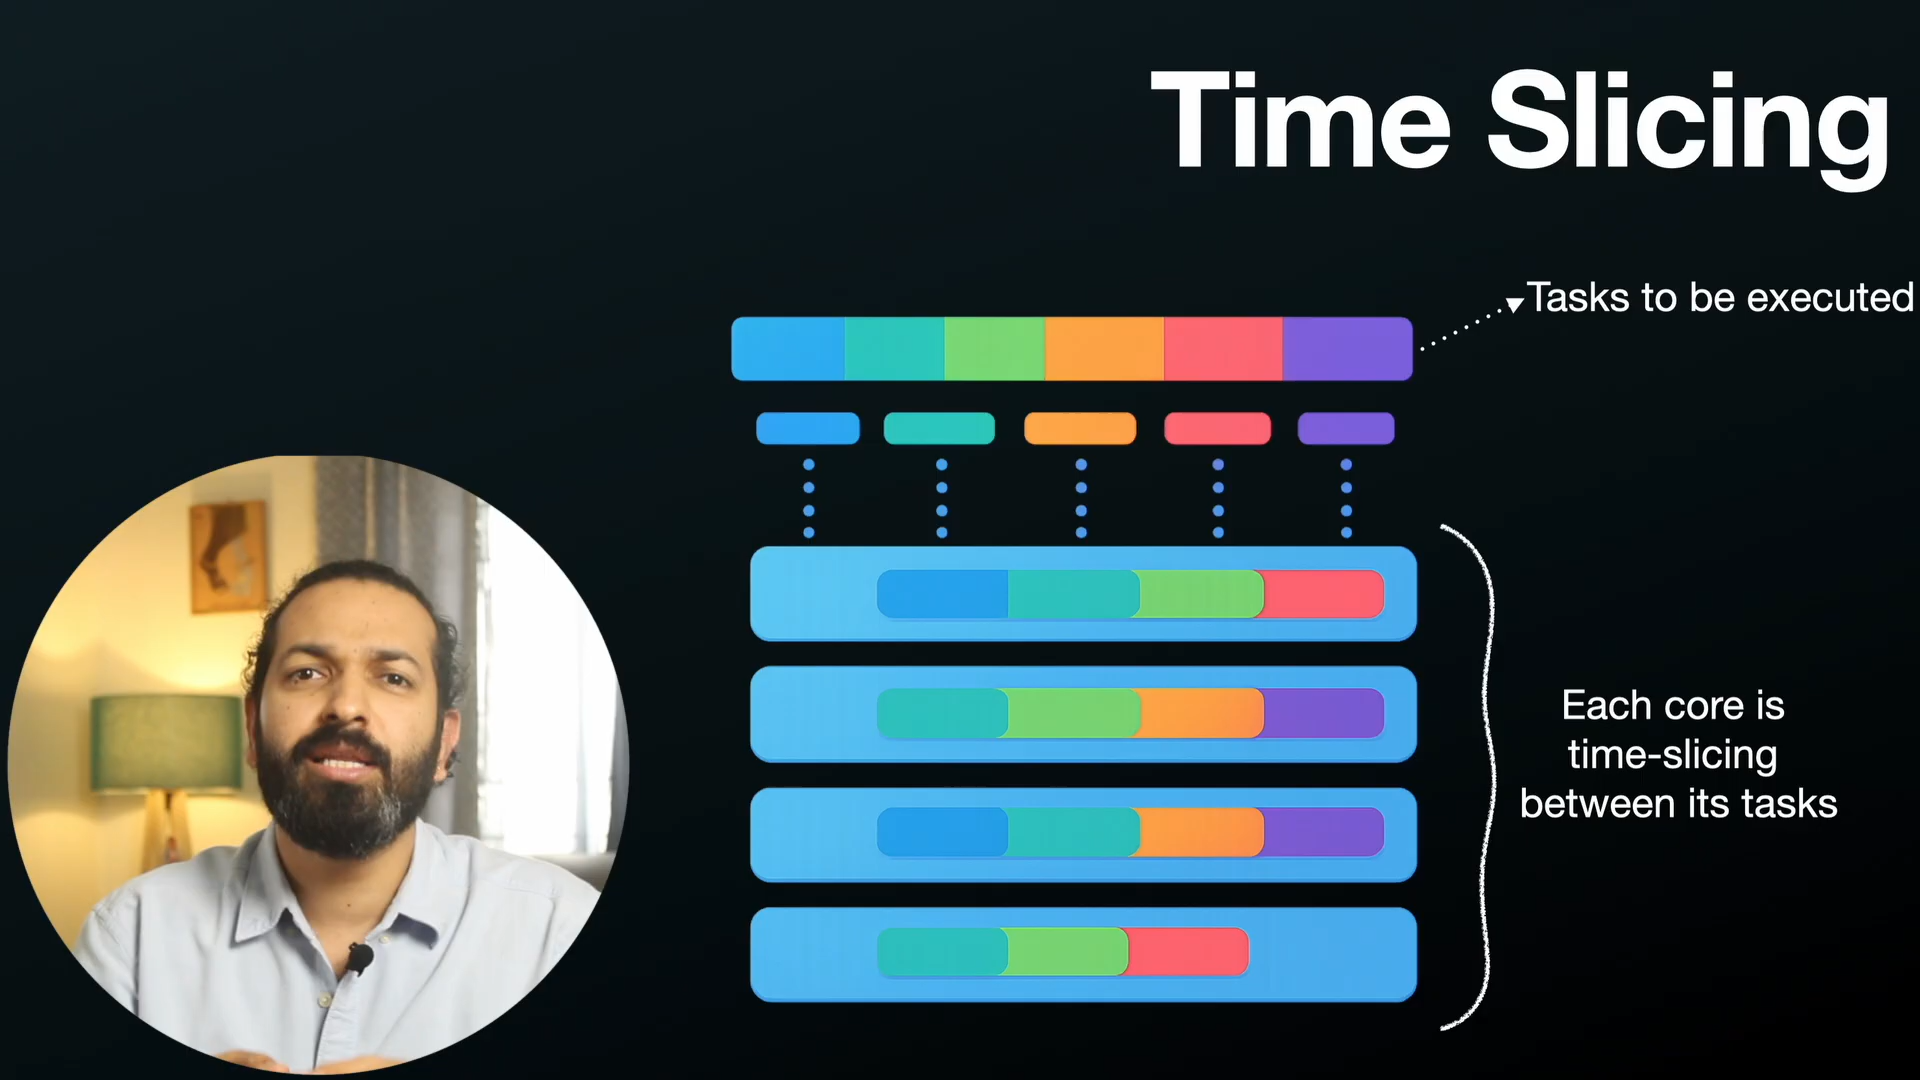 Time Slicing
Tasks to be executed
Each core is
time-slicing
between its tasks